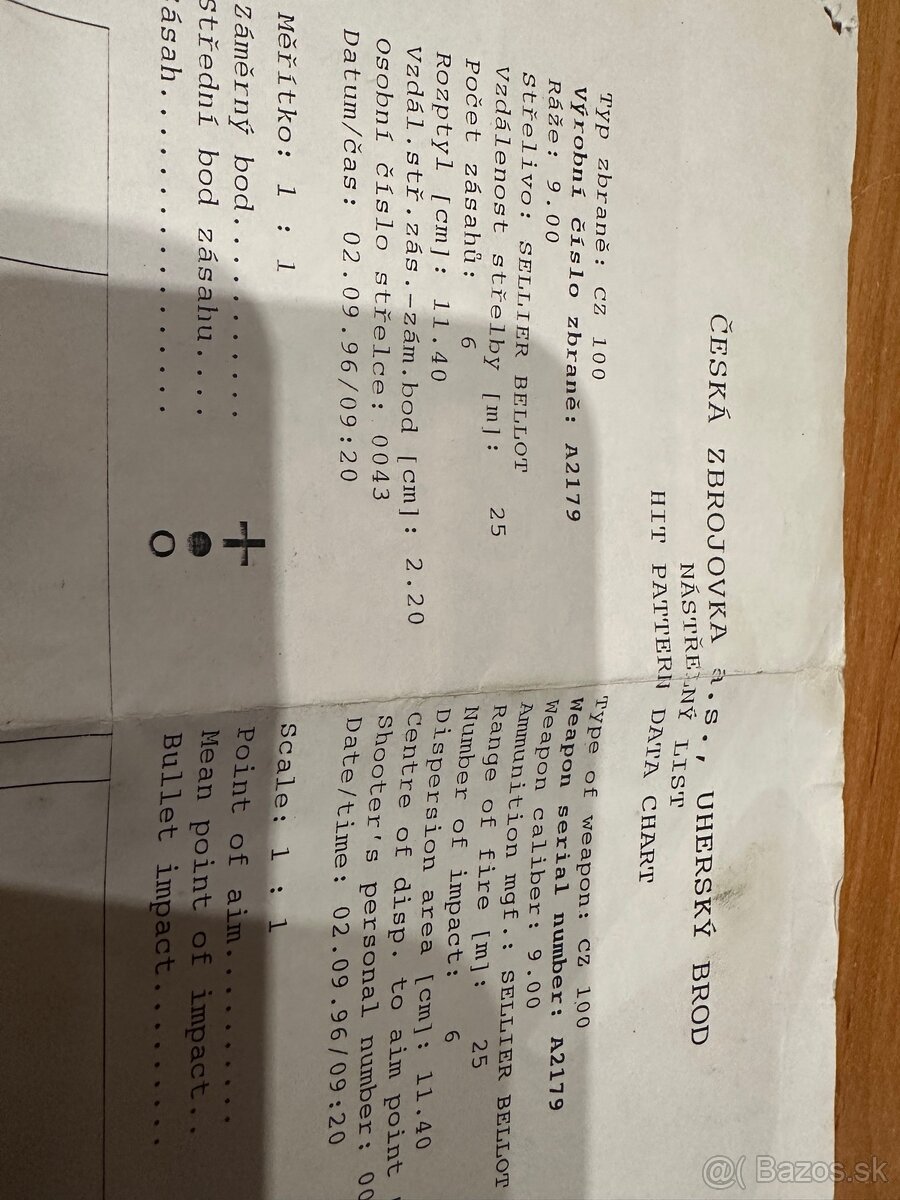 ČESKÁ ZBROJOVKA a.s., UHERSKÝ BROD
NÁSTŘELNÝ LIST
HIT PATTERN DATA CHART
Typ zbraně: CZ 100
Výrobní číslo zbraně: A2179
Ráže: 9.00
Střelivo: SELLIER BELLOT
Vzdálenost střelby [m]: 25
Počet zásahů: 6
Rozptyl [cm]: 11.40
Vzdál.stř.zás.-zám.bod [cm]: 2.20
Osobní číslo střelce: 0043
Datum/čas: 02.09.96/09:20
Měřítko: 1 : 1
Záměrný bod..........
Střední bod zásahu....
Zásah................
Type of weapon: CZ 100
Weapon serial number: A2179
Weapon caliber: 9.00
Ammunition mgf.: SELLIER BELLOT
Range of fire [m]: 25
Number of impact: 6
Dispersion area [cm]: 11.40
Centre of disp. to aim point
Shooter's personal number: 00
Date/time: 02.09.96/09:20
Scale: 1 : 1
Point of aim..........
Mean point of impact..
Bullet impact.........
@( Bazos.sk